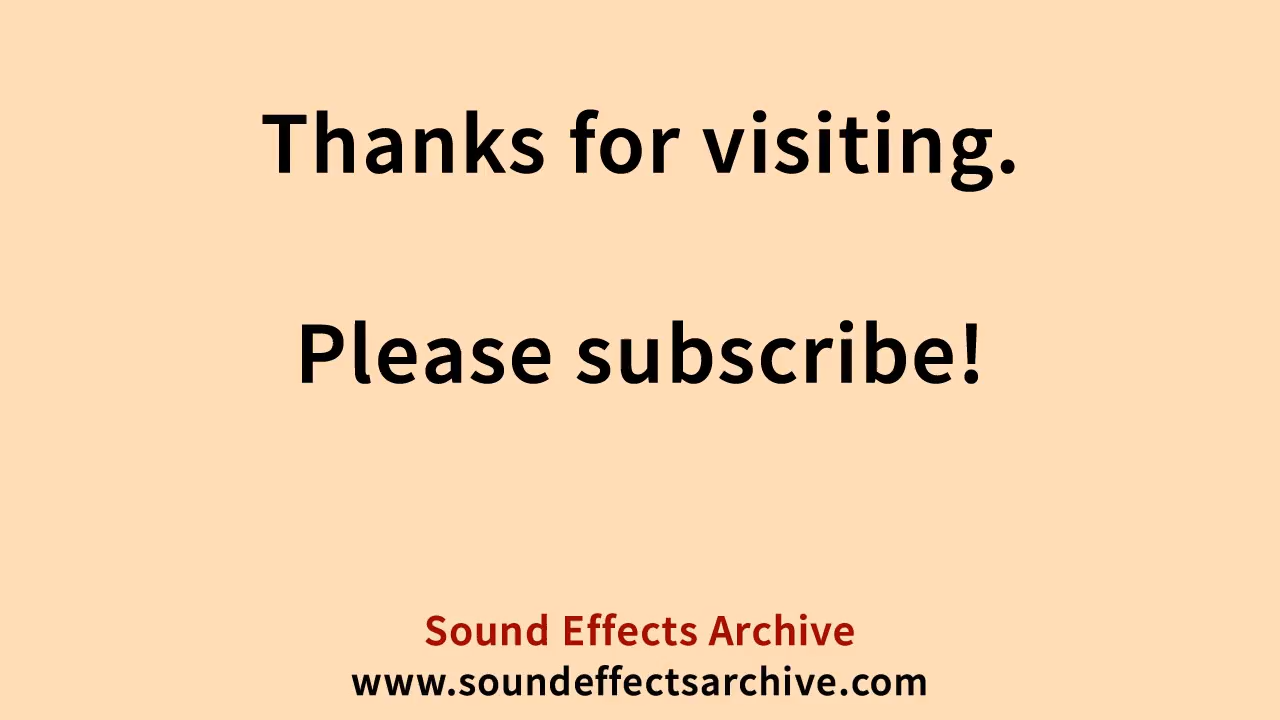 Thanks for visiting.
Please subscribe!
Sound Effects Archive
www.soundeffectsarchive.com